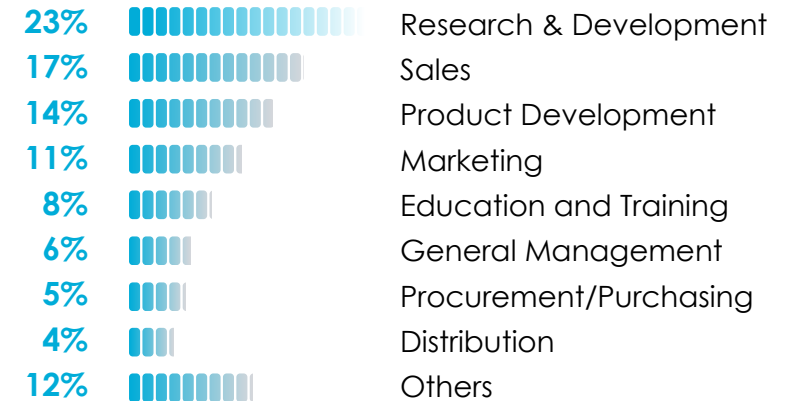 23% Research & Development
17% Sales
14% Product Development
11% Marketing
8% Education and Training
6% General Management
5% Procurement/Purchasing
4% Distribution
12% Others